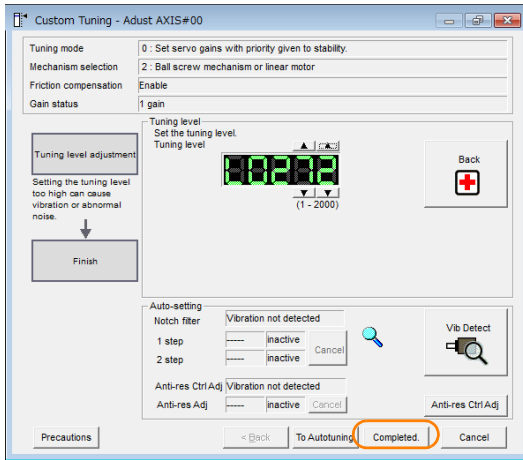 Custom Tuning - Adust AXIS#00
Tuning mode
0 : Set servo gains with priority given to stability.
Mechanism selection
2 : Ball screw mechanism or linear motor
Friction compensation
Enable
Gain status
1 gain
Tuning level adjustment
Setting the tuning level
too high can cause
vibration or abnormal
noise.
Finish
Tuning level
Set the tuning level.
Tuning level
L0272
(1 - 2000)
Back
Auto-setting
Notch filter
Vibration not detected
1 step
-----
inactive
2 step
-----
inactive
Cancel
Vib Detect
Anti-res Ctrl Adj
Vibration not detected
Anti-res Adj
-----
inactive
Cancel
Anti-res Ctrl Adj
Precautions
< Back
To Autotuning
Completed.
Cancel